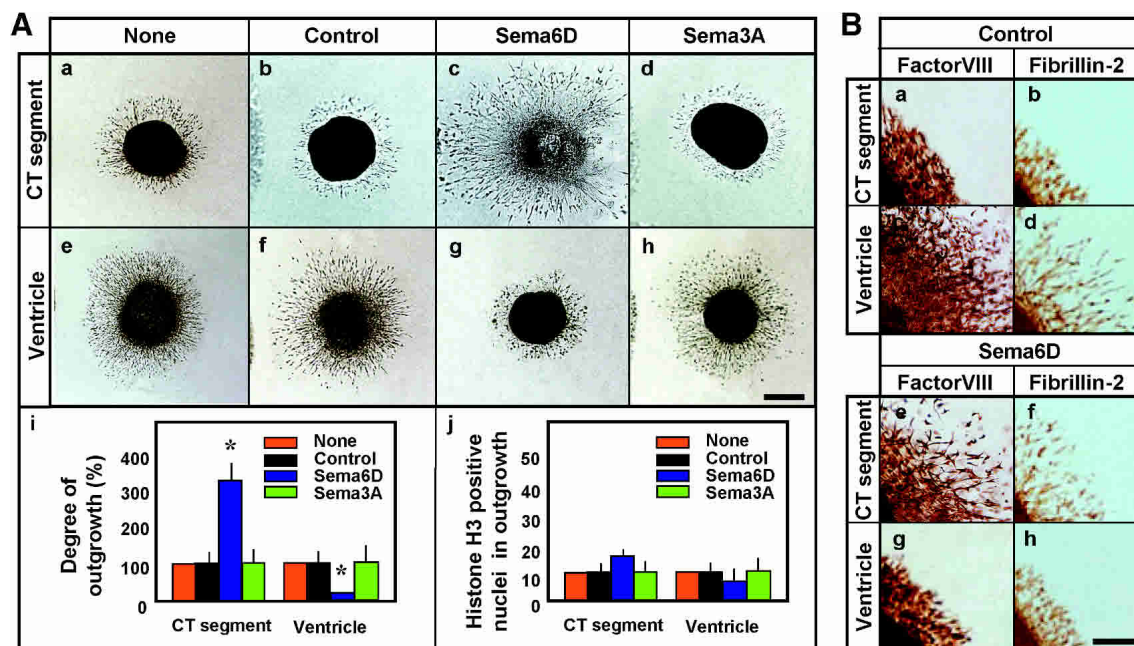 A
None Control Sema6D Sema3A
CT segment
a b c d
Ventricle
e f g h
i
Degree of
outgrowth (%)
400
300
200
100
0
*
*
None
Control
Sema6D
Sema3A
CT segment Ventricle
j
Histone H3 positive
nuclei in outgrowth
50
40
30
20
10
0
None
Control
Sema6D
Sema3A
CT segment Ventricle
B
Control
FactorVIII Fibrillin-2
CT segment
a b
Ventricle
c d
Sema6D
FactorVIII Fibrillin-2
CT segment
e f
Ventricle
g h